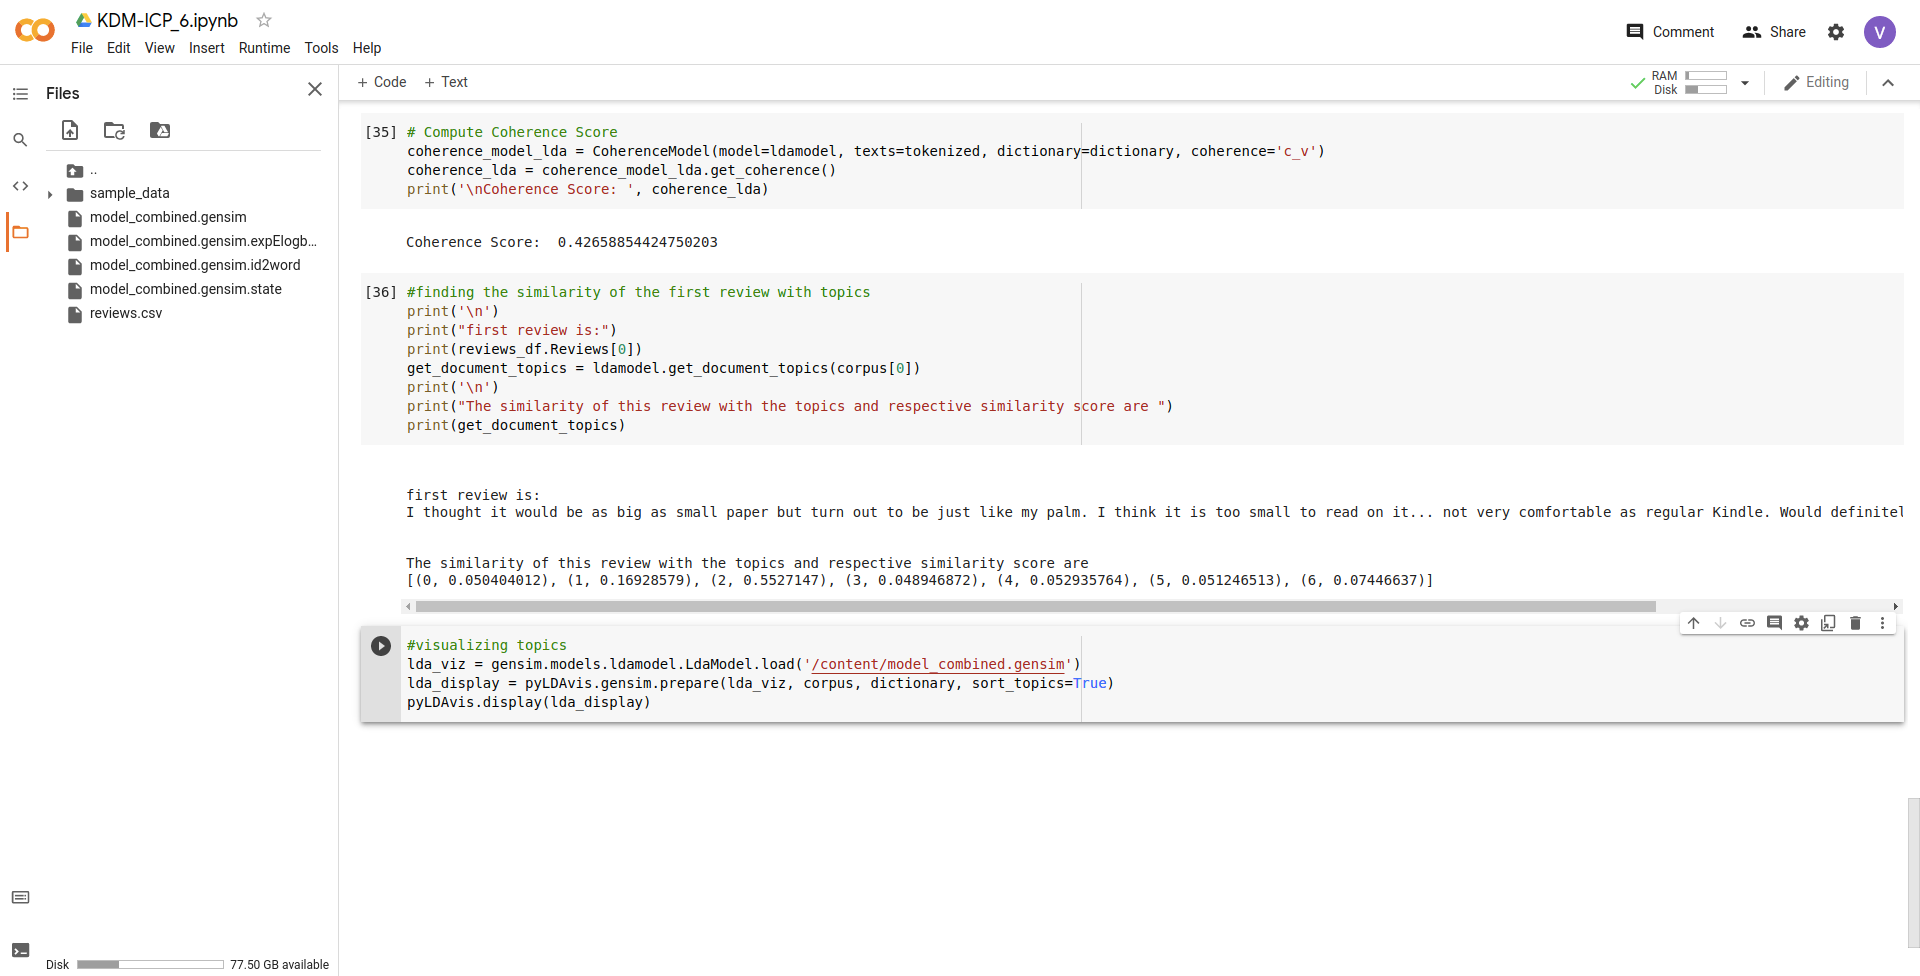 KDM-ICP_6.ipynb
File Edit View Insert Runtime Tools Help
Comment
Share
V
Files
+ Code + Text
RAM
Disk
Editing
..
sample_data
model_combined.gensim
model_combined.gensim.expElogb...
model_combined.gensim.id2word
model_combined.gensim.state
reviews.csv
[35] # Compute Coherence Score
coherence_model_lda = CoherenceModel(model=ldamodel, texts=tokenized, dictionary=dictionary, coherence='c_v')
coherence_lda = coherence_model_lda.get_coherence()
print('\nCoherence Score: ', coherence_lda)
Coherence Score:  0.42658854424750203
[36] #finding the similarity of the first review with topics
print('\n')
print("first review is:")
print(reviews_df.Reviews[0])
get_document_topics = ldamodel.get_document_topics(corpus[0])
print('\n')
print("The similarity of this review with the topics and respective similarity score are ")
print(get_document_topics)
first review is:
I thought it would be as big as small paper but turn out to be just like my palm. I think it is too small to read on it... not very comfortable as regular Kindle. Would definitel
The similarity of this review with the topics and respective similarity score are
[(0, 0.050404012), (1, 0.16928579), (2, 0.5527147), (3, 0.048946872), (4, 0.052935764), (5, 0.051246513), (6, 0.07446637)]
#visualizing topics
lda_viz = gensim.models.ldamodel.LdaModel.load('/content/model_combined.gensim')
lda_display = pyLDAvis.gensim.prepare(lda_viz, corpus, dictionary, sort_topics=True)
pyLDAvis.display(lda_display)
Disk 77.50 GB available